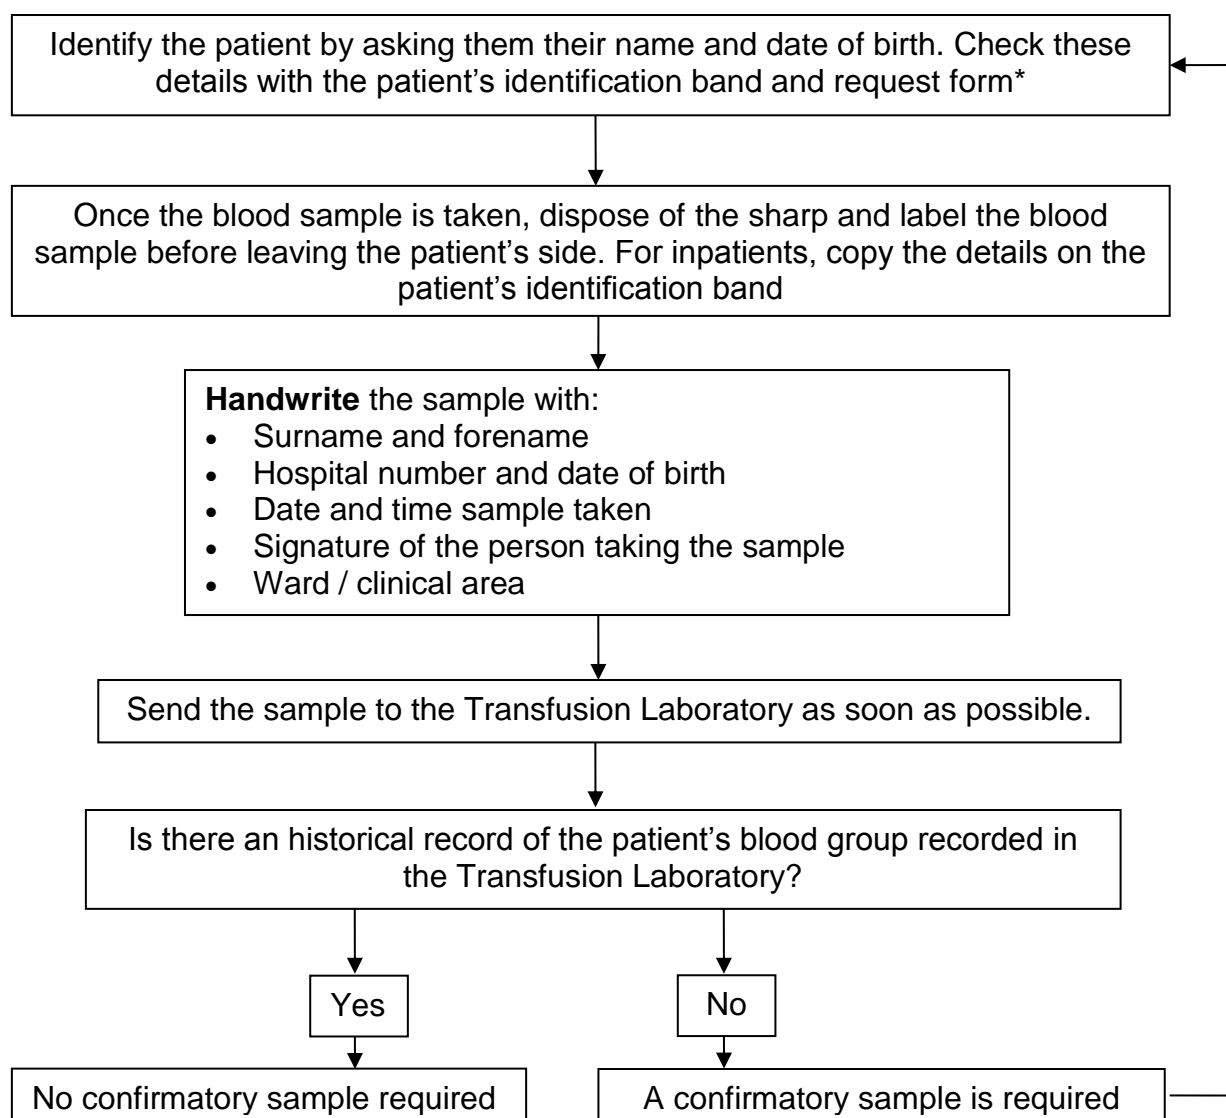 Identify the patient by asking them their name and date of birth. Check these
details with the patient’s identification band and request form*
Once the blood sample is taken, dispose of the sharp and label the blood
sample before leaving the patient’s side. For inpatients, copy the details on the
patient’s identification band
Handwrite the sample with:
• Surname and forename
• Hospital number and date of birth
• Date and time sample taken
• Signature of the person taking the sample
• Ward / clinical area
Send the sample to the Transfusion Laboratory as soon as possible.
Is there an historical record of the patient’s blood group recorded in
the Transfusion Laboratory?
Yes
No
No confirmatory sample required
A confirmatory sample is required